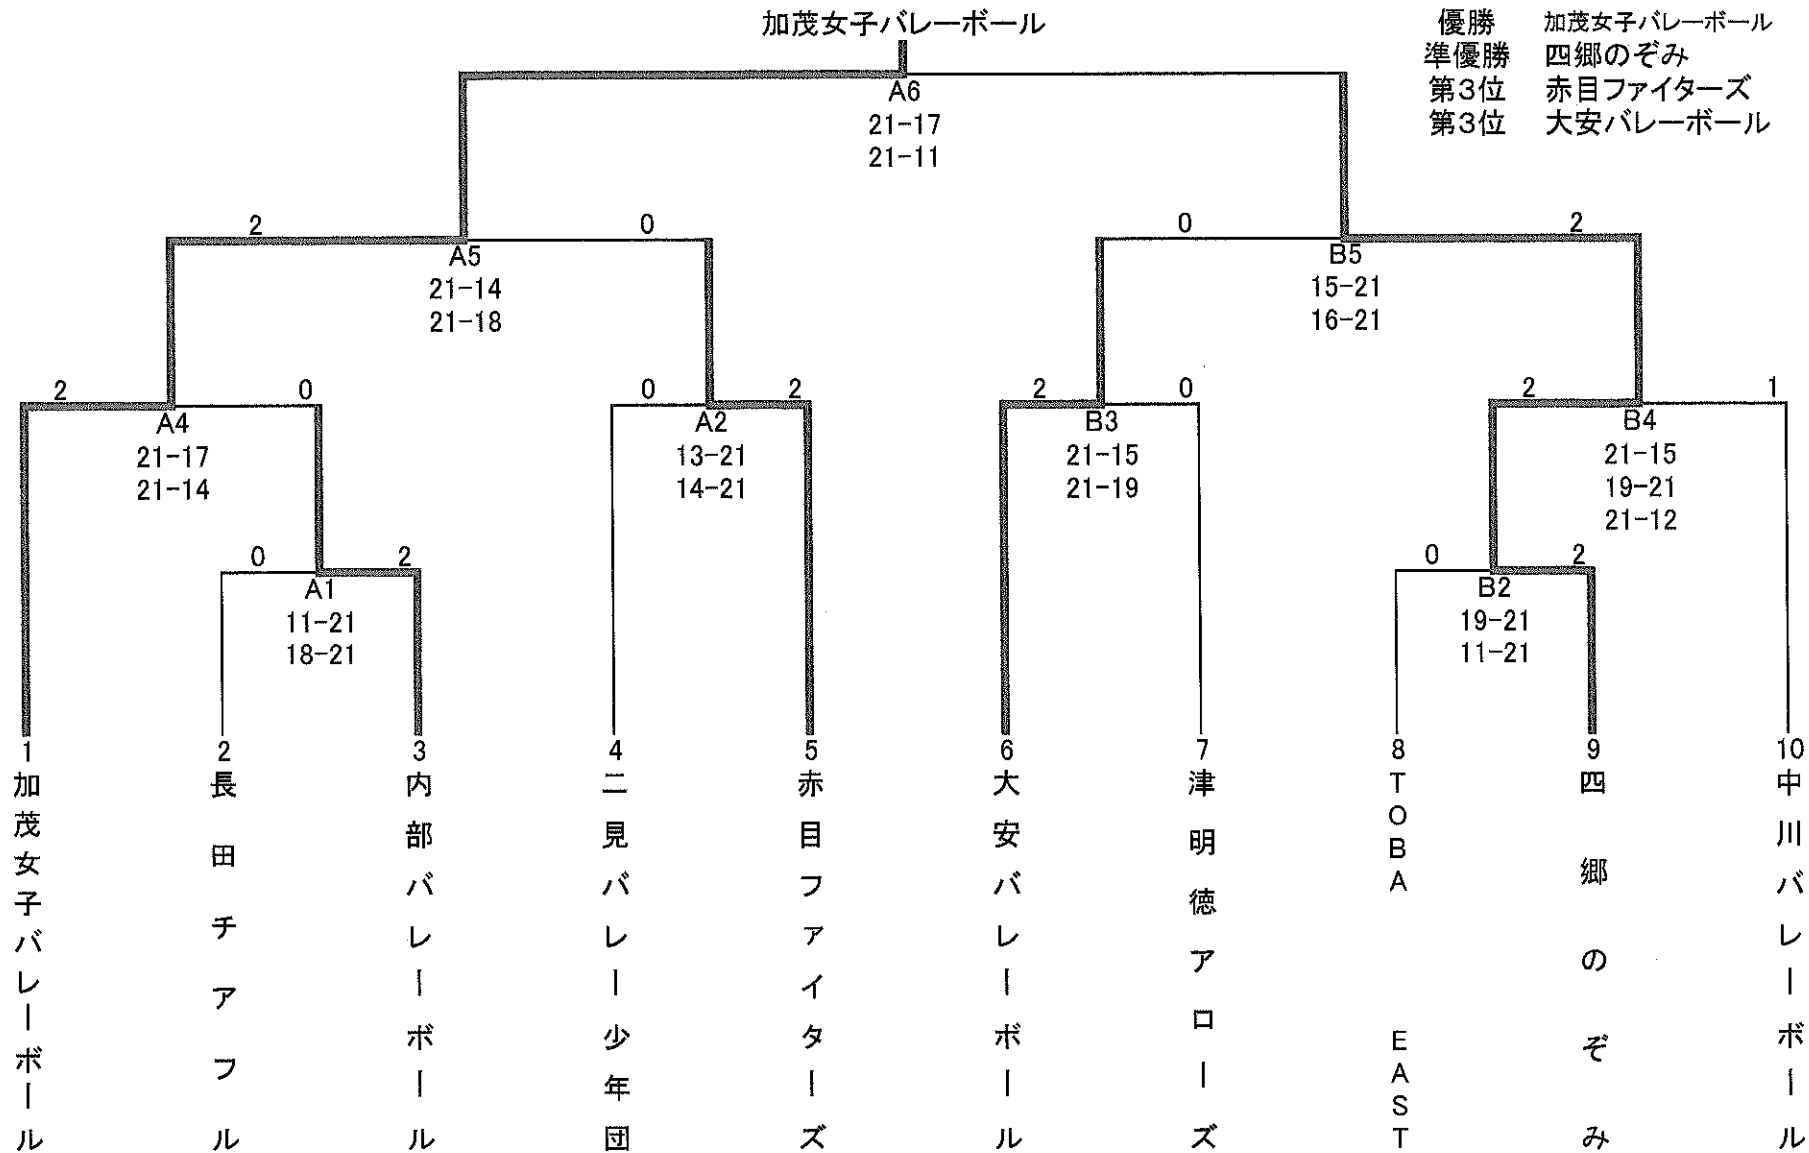 加茂女子バレーボール
優勝 加茂女子バレーボール
準優勝 四郷のぞみ
第3位 赤目ファイターズ
第3位 大安バレーボール
A6
21-17
21-11
2 0 0 2
A5
21-14
21-18
B5
15-21
16-21
2 0 0 2 2 0 2 1
A4
21-17
21-14
A2
13-21
14-21
B3
21-15
21-19
B4
21-15
19-21
21-12
0 2 0 2
A1
11-21
18-21
B2
19-21
11-21
1 加茂女子バレーボール
2 長田チアフル
3 内部バレーボール
4 二見バレー少年団
5 赤目ファイターズ
6 大安バレーボール
7 津明徳アローズ
8 TOBA EAST
9 四郷のぞみ
10 中川バレーボール